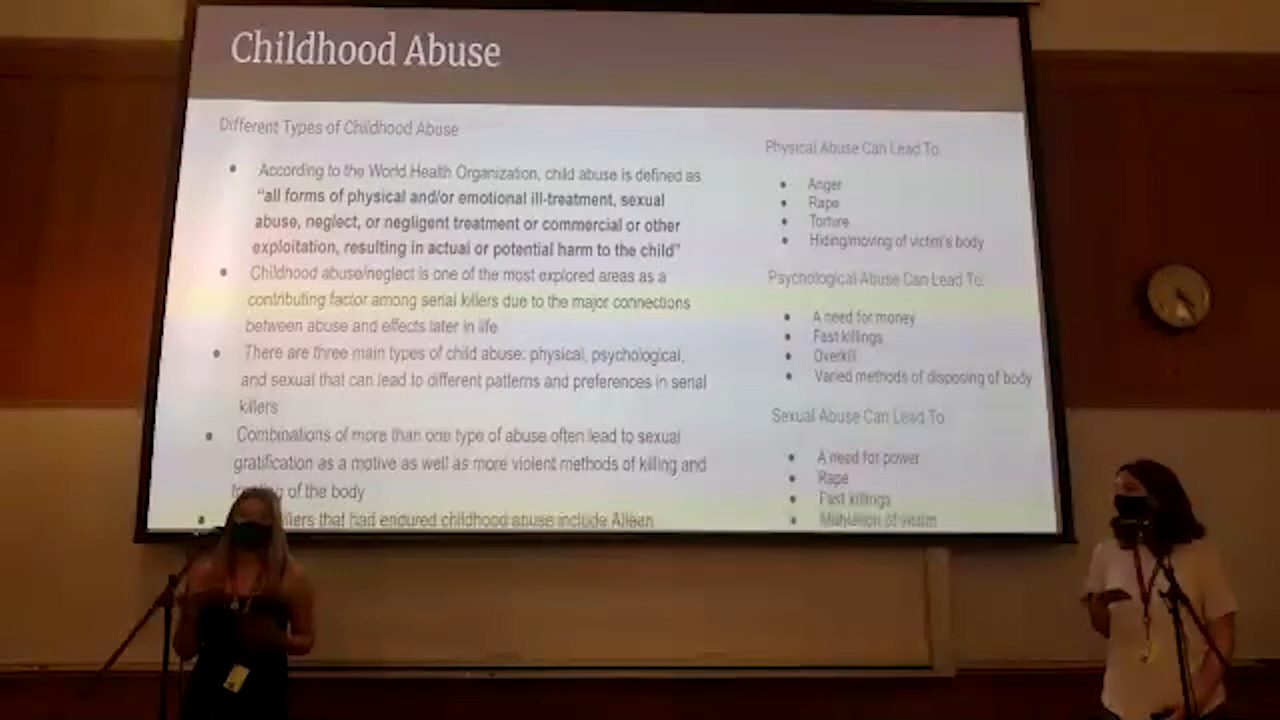 Childhood Abuse
Different Types of Childhood Abuse
• According to the World Health Organization, child abuse is defined as
"all forms of physical and/or emotional ill-treatment, sexual
abuse, neglect, or negligent treatment or commercial or other
exploitation, resulting in actual or potential harm to the child"
• Childhood abuse/neglect is one of the most explored areas as a
contributing factor among serial killers due to the major connections
between abuse and effects later in life
• There are three main types of child abuse: physical, psychological,
and sexual that can lead to different patterns and preferences in serial
killers
• Combinations of more than one type of abuse often lead to sexual
gratification as a motive as well as more violent methods of killing and
of the body
• that had endured childhood abuse include Aileen
Physical Abuse Can Lead To:
• Anger
• Rape
• Torture
• Hiding/moving of victim's body
Psychological Abuse Can Lead To:
• A need for money
• Fast killings
• Overkill
• Varied methods of disposing of body
Sexual Abuse Can Lead To:
• A need for power
• Rape
• Fast killings
• Mutilation of victim